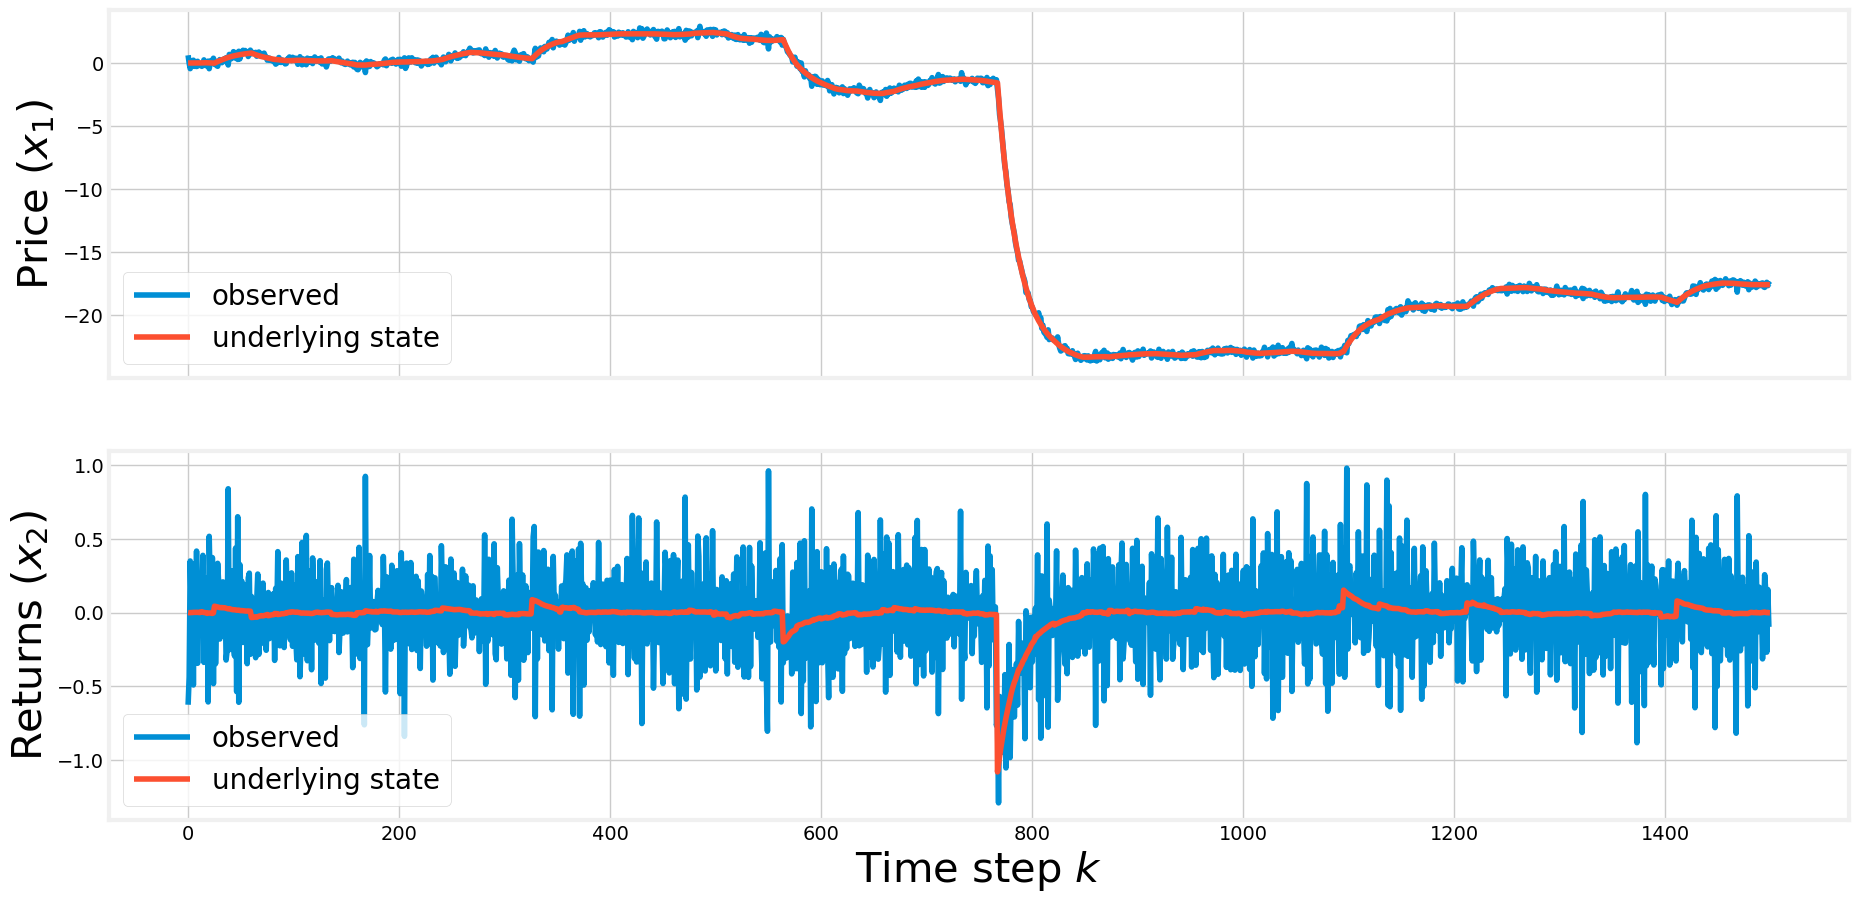 Price (x₁)
0
−5
−10
−15
−20
observed
underlying state
Returns (x₂)
1.0
0.5
0.0
−0.5
−1.0
observed
underlying state
0 200 400 600 800 1000 1200 1400
Time step k